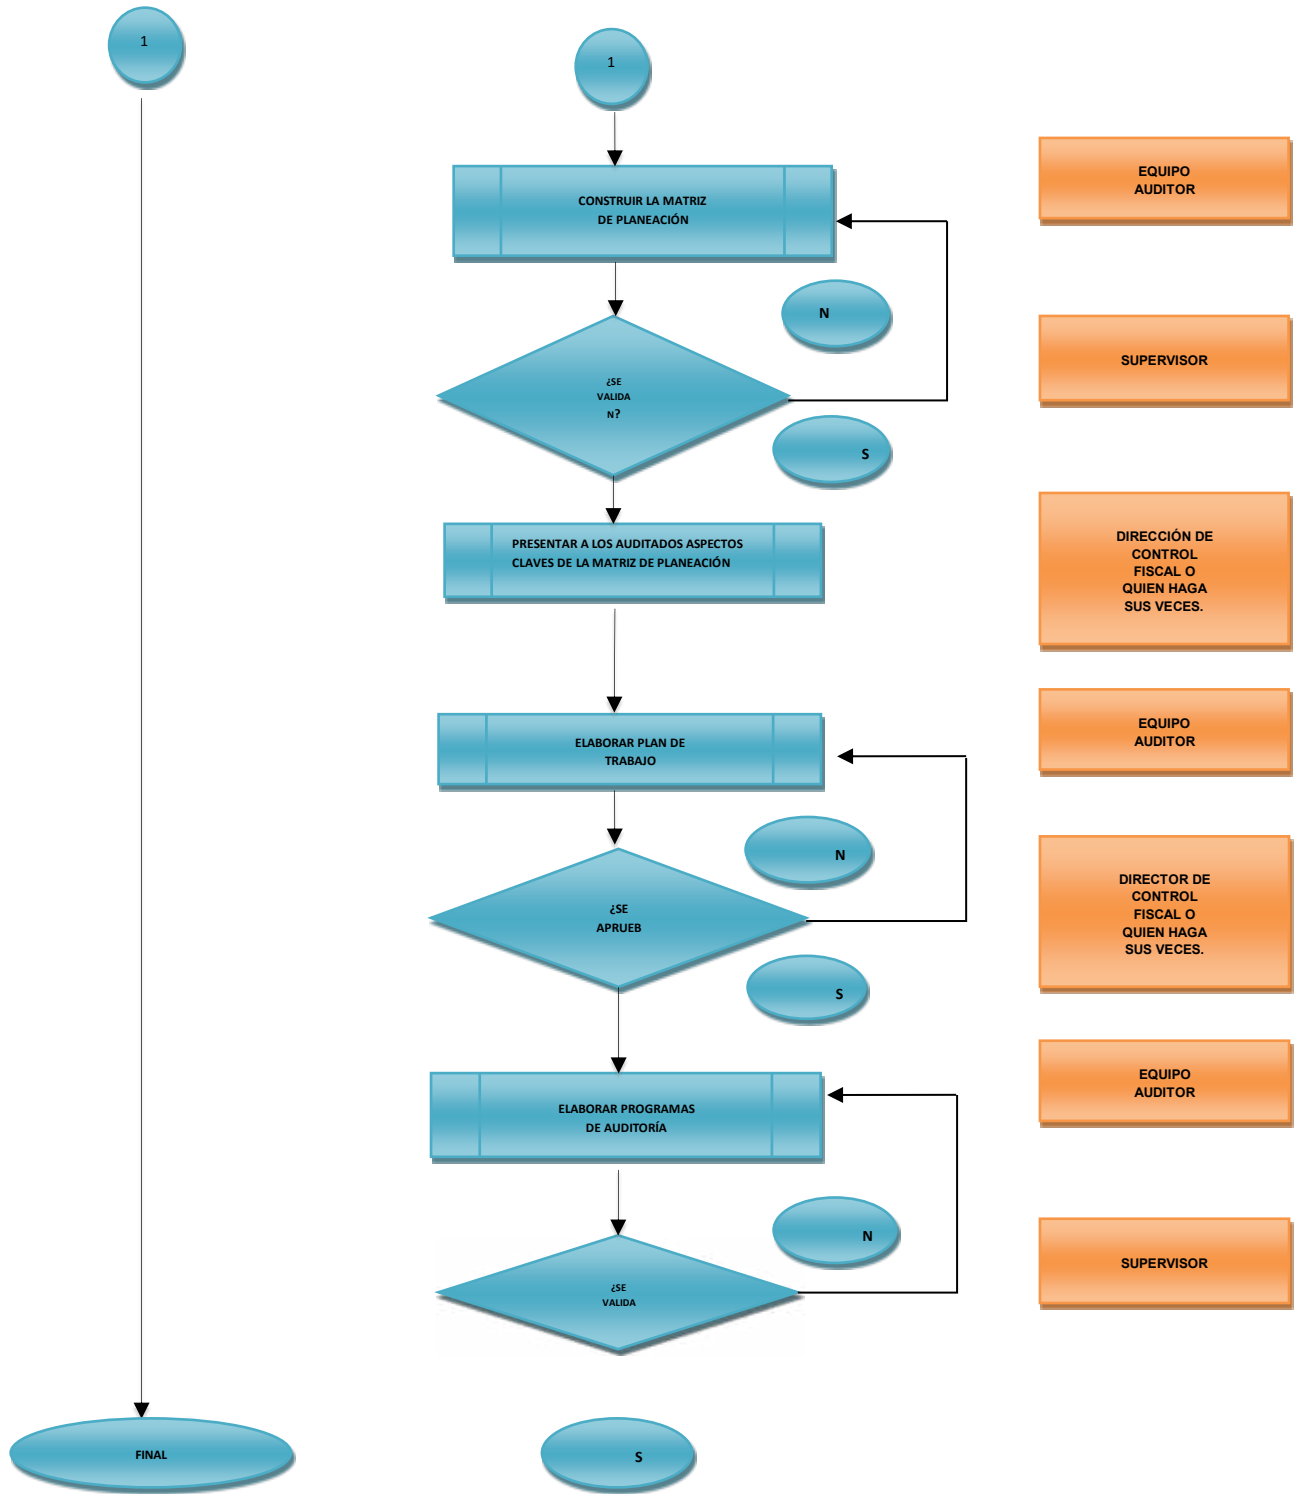 1
1
CONSTRUIR LA MATRIZ
DE PLANEACIÓN
EQUIPO
AUDITOR
N
¿SE
VALIDA
N?
SUPERVISOR
S
PRESENTAR A LOS AUDITADOS ASPECTOS
CLAVES DE LA MATRIZ DE PLANEACIÓN
DIRECCIÓN DE
CONTROL
FISCAL O
QUIEN HAGA
SUS VECES.
ELABORAR PLAN DE
TRABAJO
EQUIPO
AUDITOR
N
¿SE
APRUEB
DIRECTOR DE
CONTROL
FISCAL O
QUIEN HAGA
SUS VECES.
S
ELABORAR PROGRAMAS
DE AUDITORÍA
EQUIPO
AUDITOR
N
¿SE
VALIDA
SUPERVISOR
FINAL
S